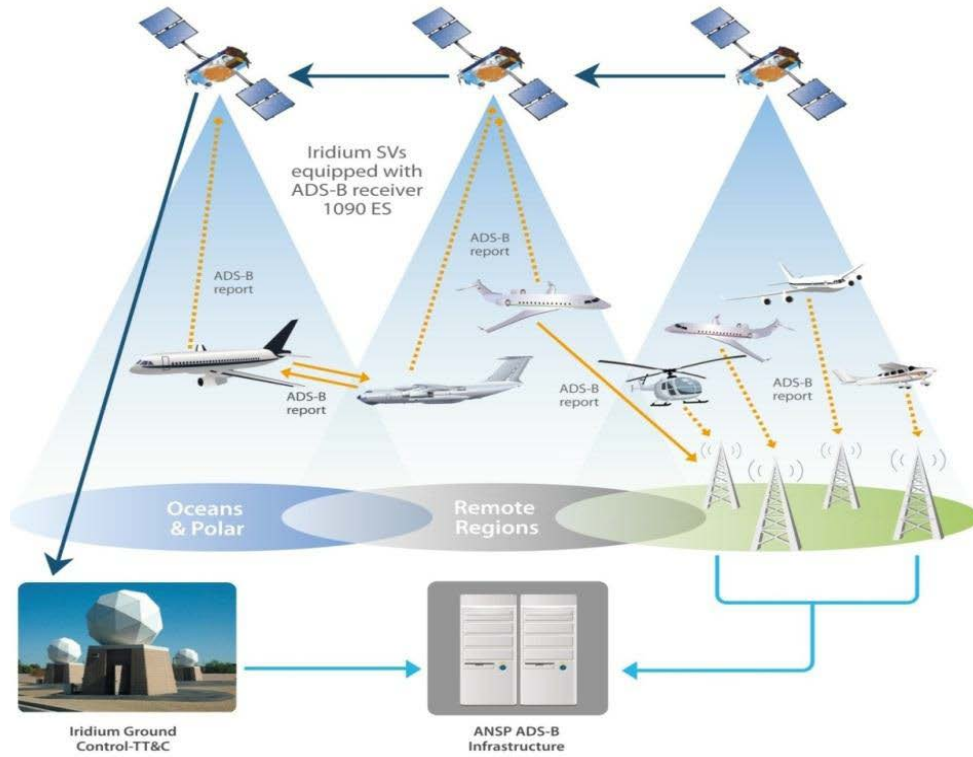 Iridium SVs
equipped with
ADS-B receiver
1090 ES
ADS-B
report
ADS-B
report
ADS-B
report
ADS-B
report
ADS-B
report
Oceans
& Polar
Remote
Regions
Iridium Ground
Control-TT&C
ANSP ADS-B
Infrastructure